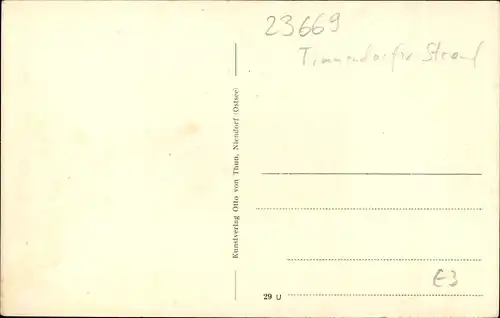 23669
Timmendorfer Strand
Kunstverlag Otto von Thun, Niendorf (Ostsee)
E3
29 U